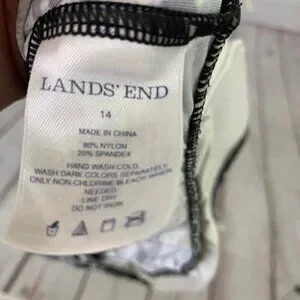 LANDS' END
14
MADE IN CHINA
80% NYLON
20% SPANDEX
HAND WASH COLD.
WASH DARK COLORS SEPARATELY.
ONLY NON-CHLORINE BLEACH WHEN
NEEDED
LINE DRY
DO NOT IRON